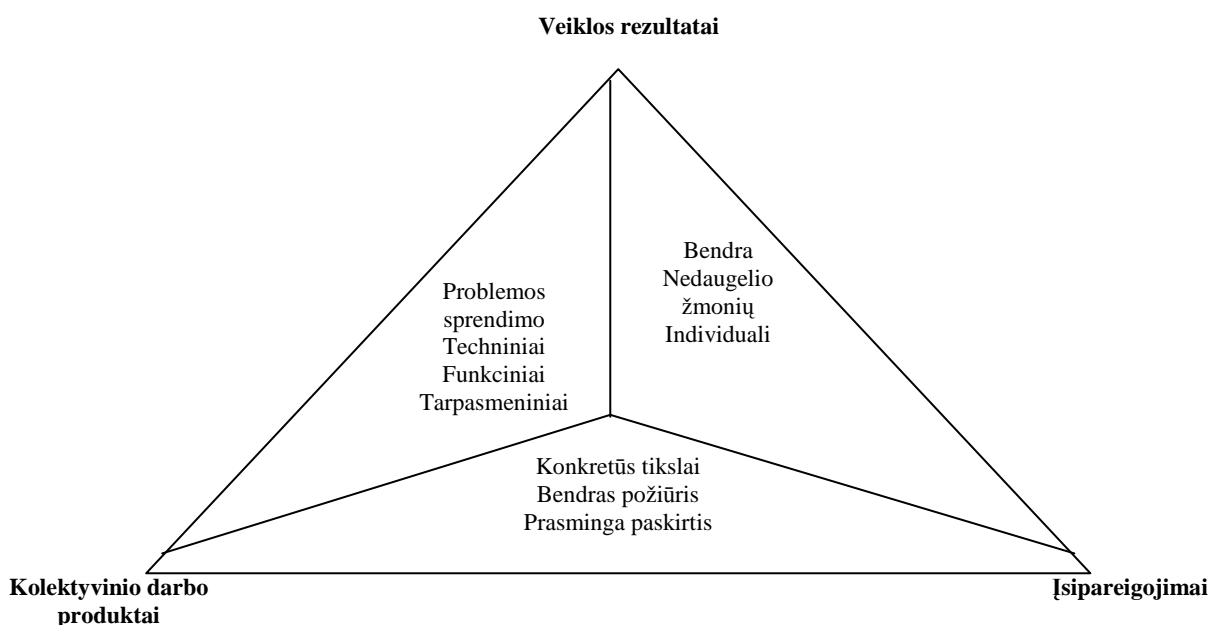 Veiklos rezultatai
Bendra
Nedaugelio
žmonių
Individuali
Problemos
sprendimo
Techniniai
Funkciniai
Tarpasmeniniai
Konkretūs tikslai
Bendras požiūris
Prasminga paskirtis
Kolektyvinio darbo
produktai
Įsipareigojimai